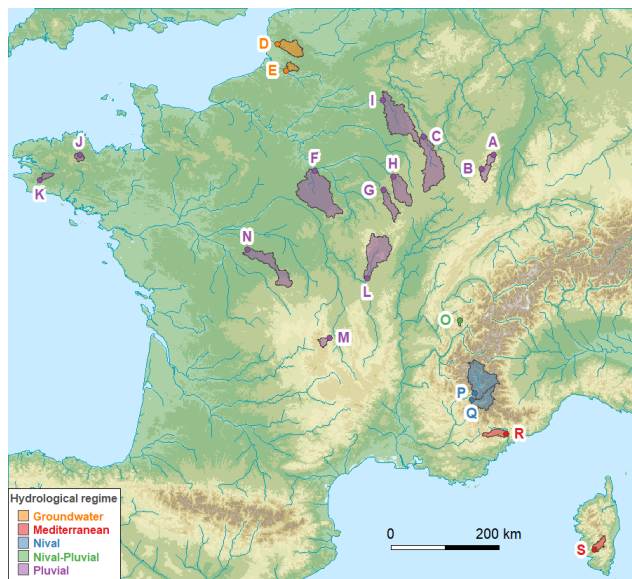 D
E
I
C
A
J
B
F
H
K
G
N
L
O
M
P
Q
R
Hydrological regime
Groundwater
Mediterranean
Nival
Nival-Pluvial
Pluvial
0 200 km
S